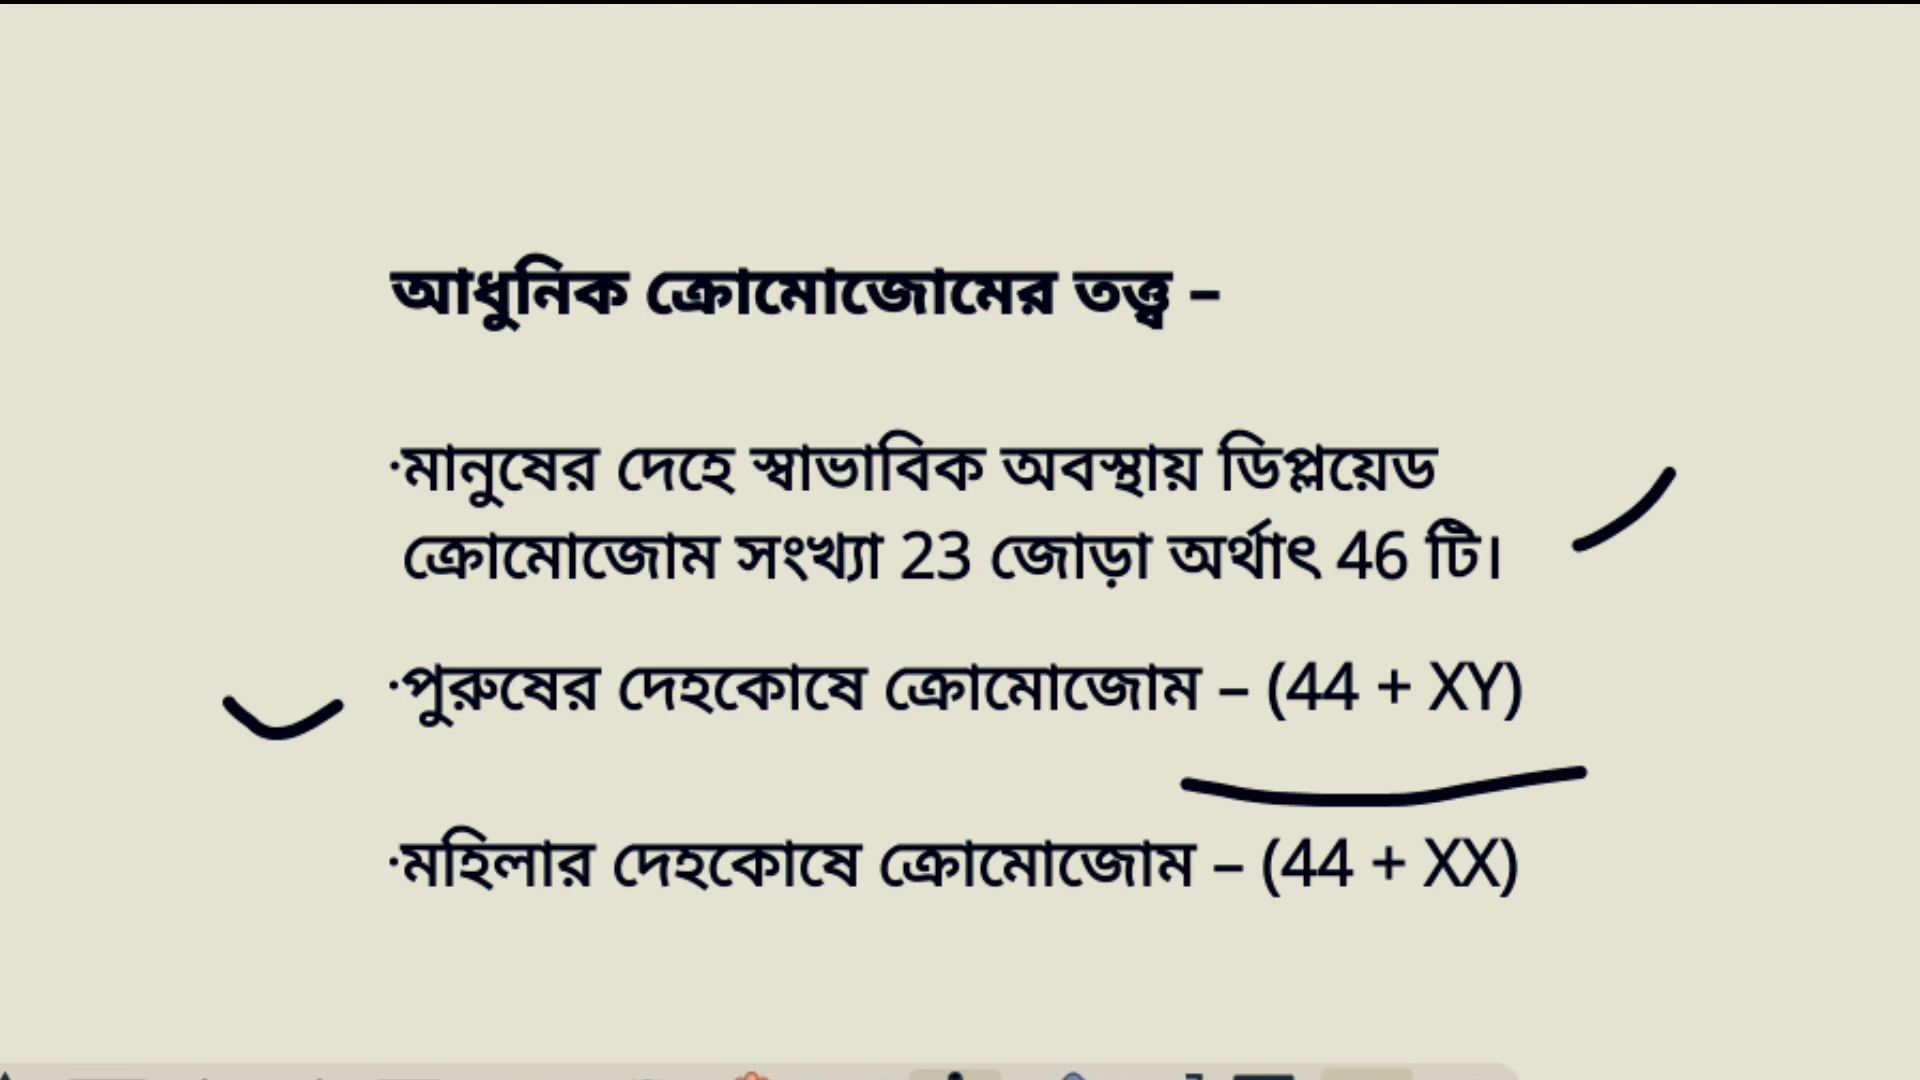 আধুনিক ক্রোমোজোমের তত্ত্ব –
·মানুষের দেহে স্বাভাবিক অবস্থায় ডিপ্লয়েড
ক্রোমোজোম সংখ্যা 23 জোড়া অর্থাৎ 46 টি।
·পুরুষের দেহকোষে ক্রোমোজোম – (44 + XY)
·মহিলার দেহকোষে ক্রোমোজোম – (44 + XX)